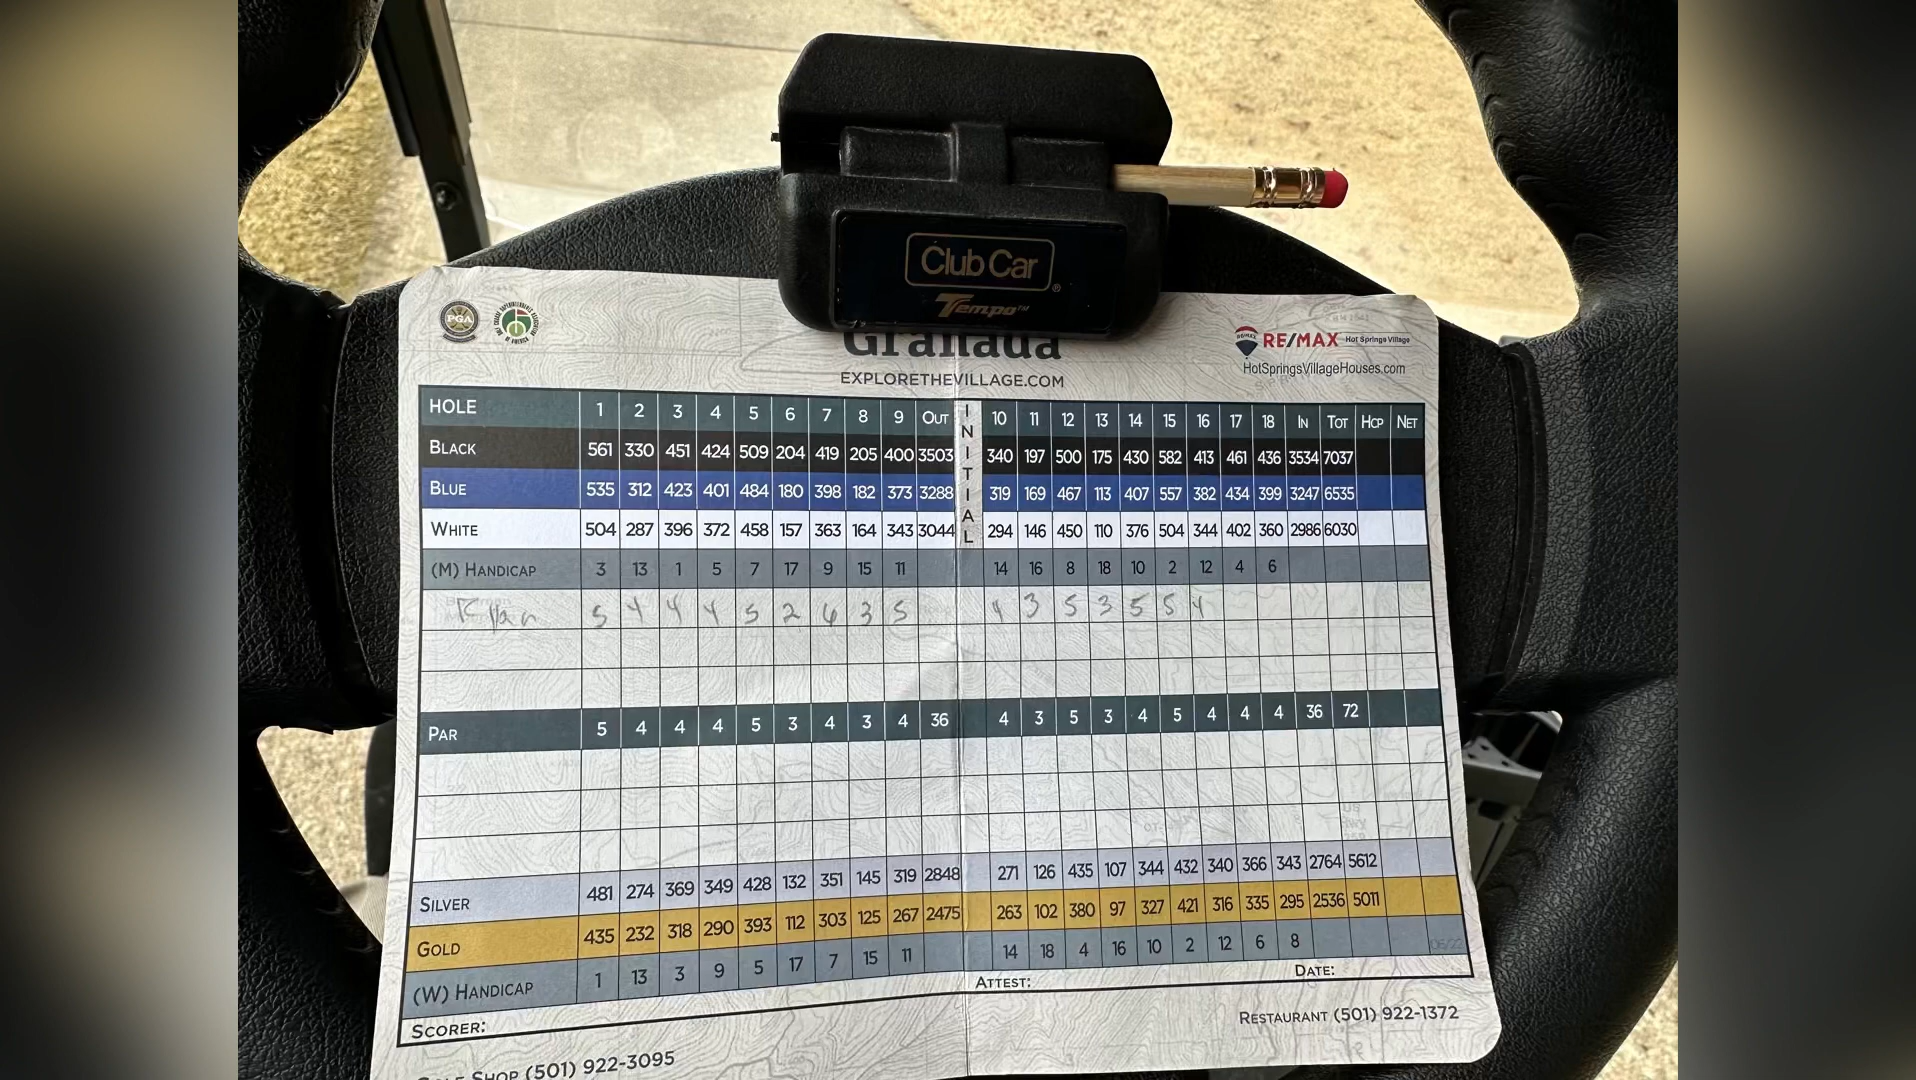 Club Car®
Tempo™
PGA
Granada
EXPLORETHEVILLAGE.COM
RE/MAX Hot Springs Village
HotSpringsVillageHouses.com
HOLE 1 2 3 4 5 6 7 8 9 OUT INITIAL 10 11 12 13 14 15 16 17 18 IN TOT HCP NET
BLACK 561 330 451 424 509 204 419 205 400 3503 340 197 500 175 430 582 413 461 436 3534 7037
BLUE 535 312 423 401 484 180 398 182 373 3288 319 169 467 113 407 557 382 434 399 3247 6535
WHITE 504 287 396 372 458 157 363 164 343 3044 294 146 450 110 376 504 344 402 360 2986 6030
(M) HANDICAP 3 13 1 5 7 17 9 15 11 14 16 8 18 10 2 12 4 6
Ryan 5 4 4 4 5 2 6 3 5 4 3 5 3 5 5 4
PAR 5 4 4 4 5 3 4 3 4 36 4 3 5 3 4 5 4 4 4 36 72
SILVER 481 274 369 349 428 132 351 145 319 2848 271 126 435 107 344 432 340 366 343 2764 5612
GOLD 435 232 318 290 393 112 303 125 267 2475 263 102 380 97 327 421 316 335 295 2536 5011
(W) HANDICAP 1 13 3 9 5 17 7 15 11 14 18 4 16 10 2 12 6 8
SCORER: ATTEST: DATE:
GOLF SHOP (501) 922-3095 RESTAURANT (501) 922-1372